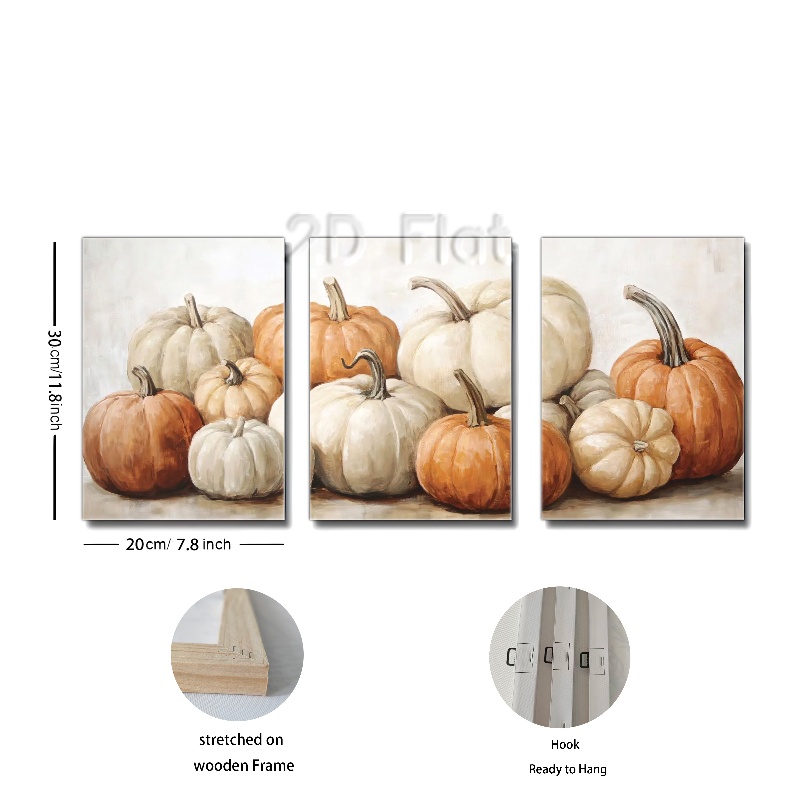 2D Flat
30cm/11.8inch
20cm/ 7.8 inch
stretched on
wooden Frame
Hook
Ready to Hang